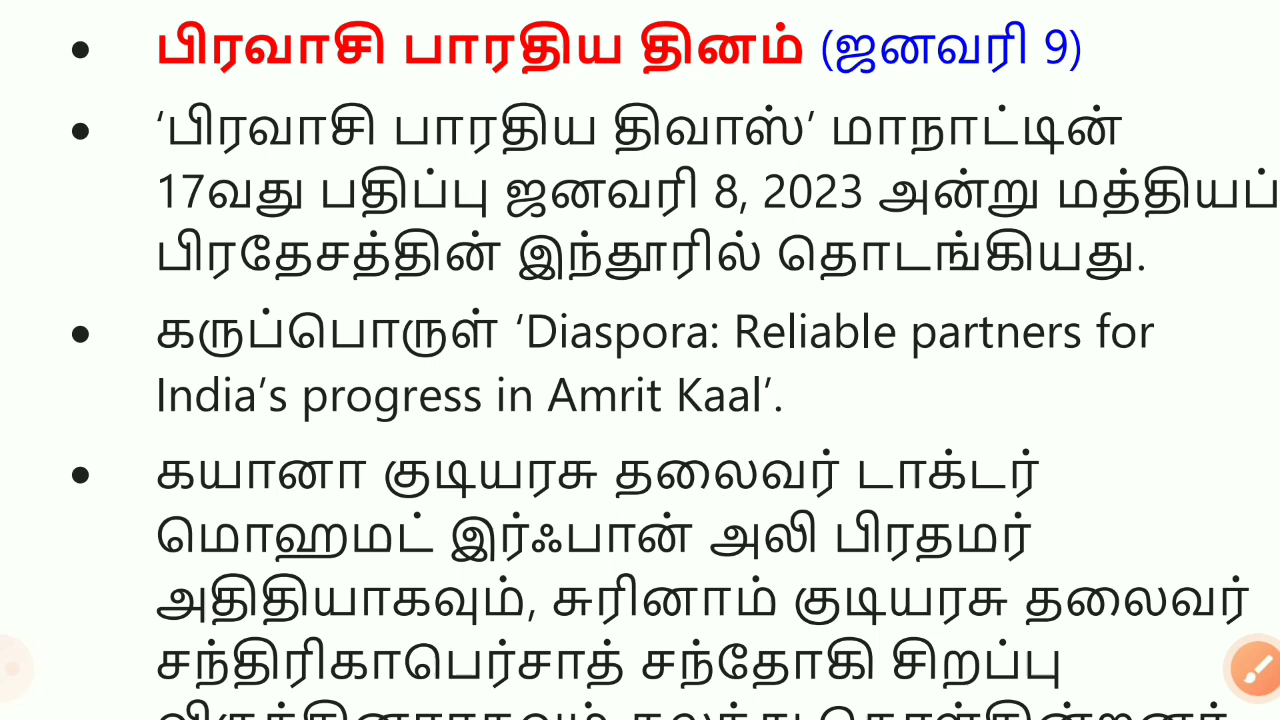 பிரவாசி பாரதிய தினம் (ஜனவரி 9)
‘பிரவாசி பாரதிய திவாஸ்’ மாநாட்டின்
17வது பதிப்பு ஜனவரி 8, 2023 அன்று மத்தியப்
பிரதேசத்தின் இந்தூரில் தொடங்கியது.
கருப்பொருள் ‘Diaspora: Reliable partners for
India’s progress in Amrit Kaal’.
கயானா குடியரசு தலைவர் டாக்டர்
மொஹமட் இர்ஃபான் அலி பிரதமர்
அதிதியாகவும், சுரினாம் குடியரசு தலைவர்
சந்திரிகாபெர்சாத் சந்தோகி சிறப்பு